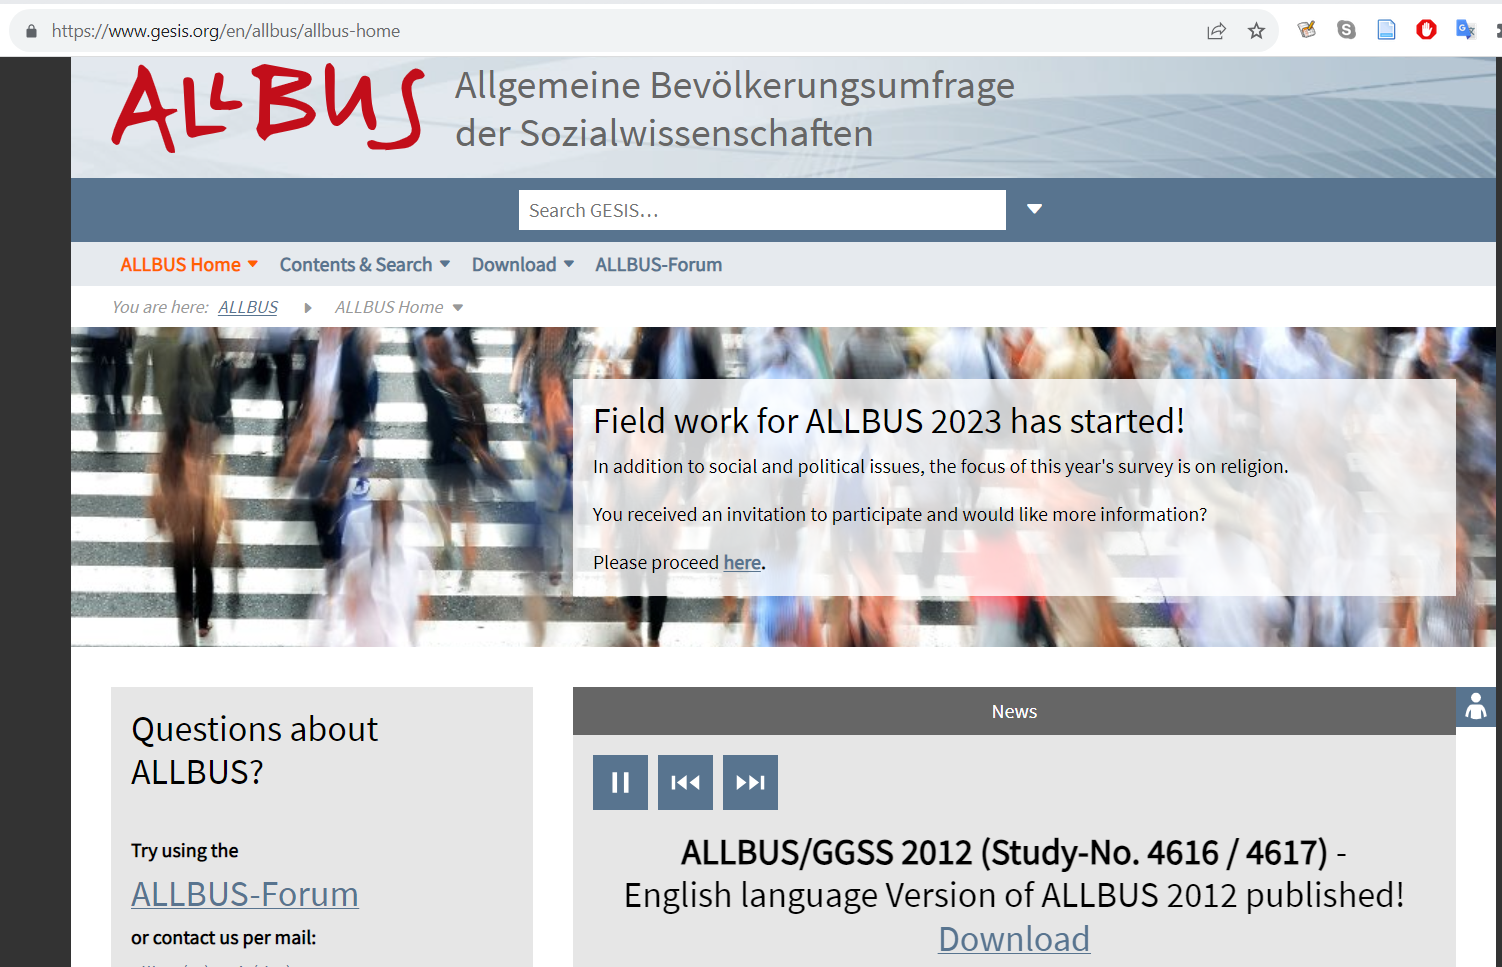 https://www.gesis.org/en/allbus/allbus-home
ALLBUS
Allgemeine Bevölkerungsumfrage
der Sozialwissenschaften
Search GESIS...
ALLBUS Home Contents & Search Download ALLBUS-Forum
You are here: ALLBUS ALLBUS Home
Field work for ALLBUS 2023 has started!
In addition to social and political issues, the focus of this year's survey is on religion.
You received an invitation to participate and would like more information?
Please proceed here.
Questions about
ALLBUS?
Try using the
ALLBUS-Forum
or contact us per mail:
News
ALLBUS/GGSS 2012 (Study-No. 4616 / 4617) -
English language Version of ALLBUS 2012 published!
Download